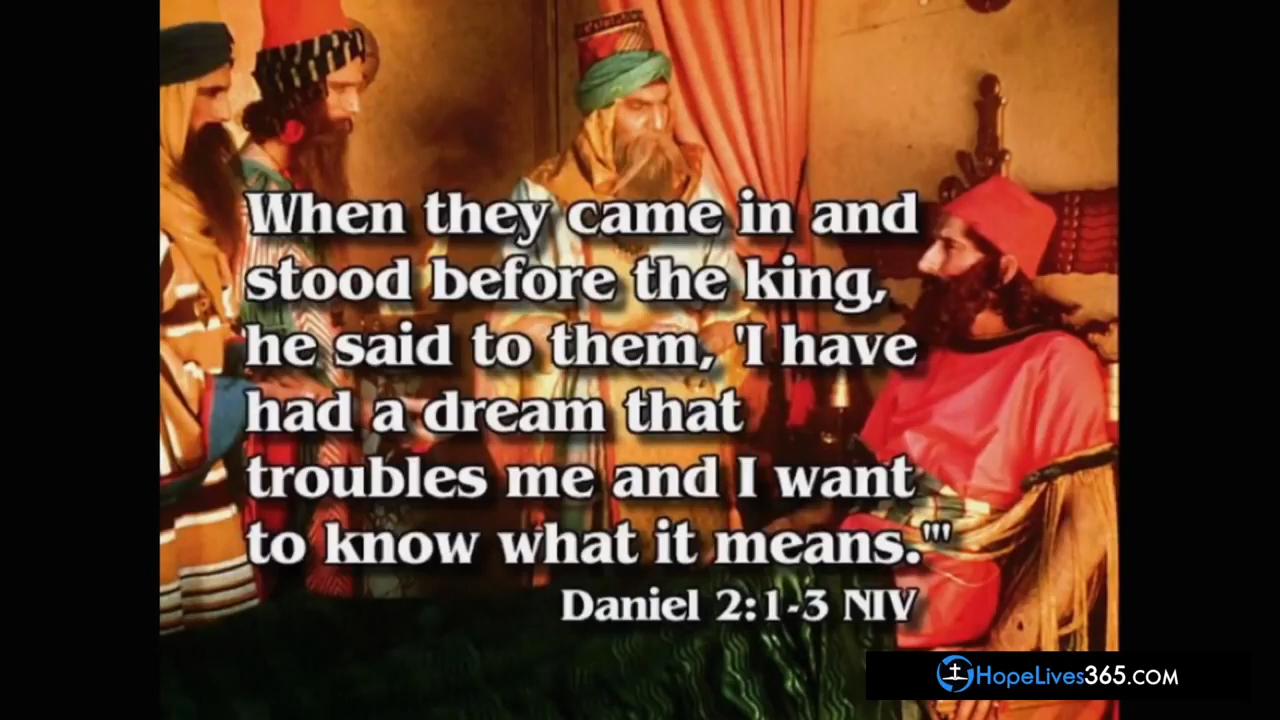 When they came in and
stood before the king,
he said to them, 'I have
had a dream that
troubles me and I want
to know what it means.'"
Daniel 2:1-3 NIV
HopeLives365.COM